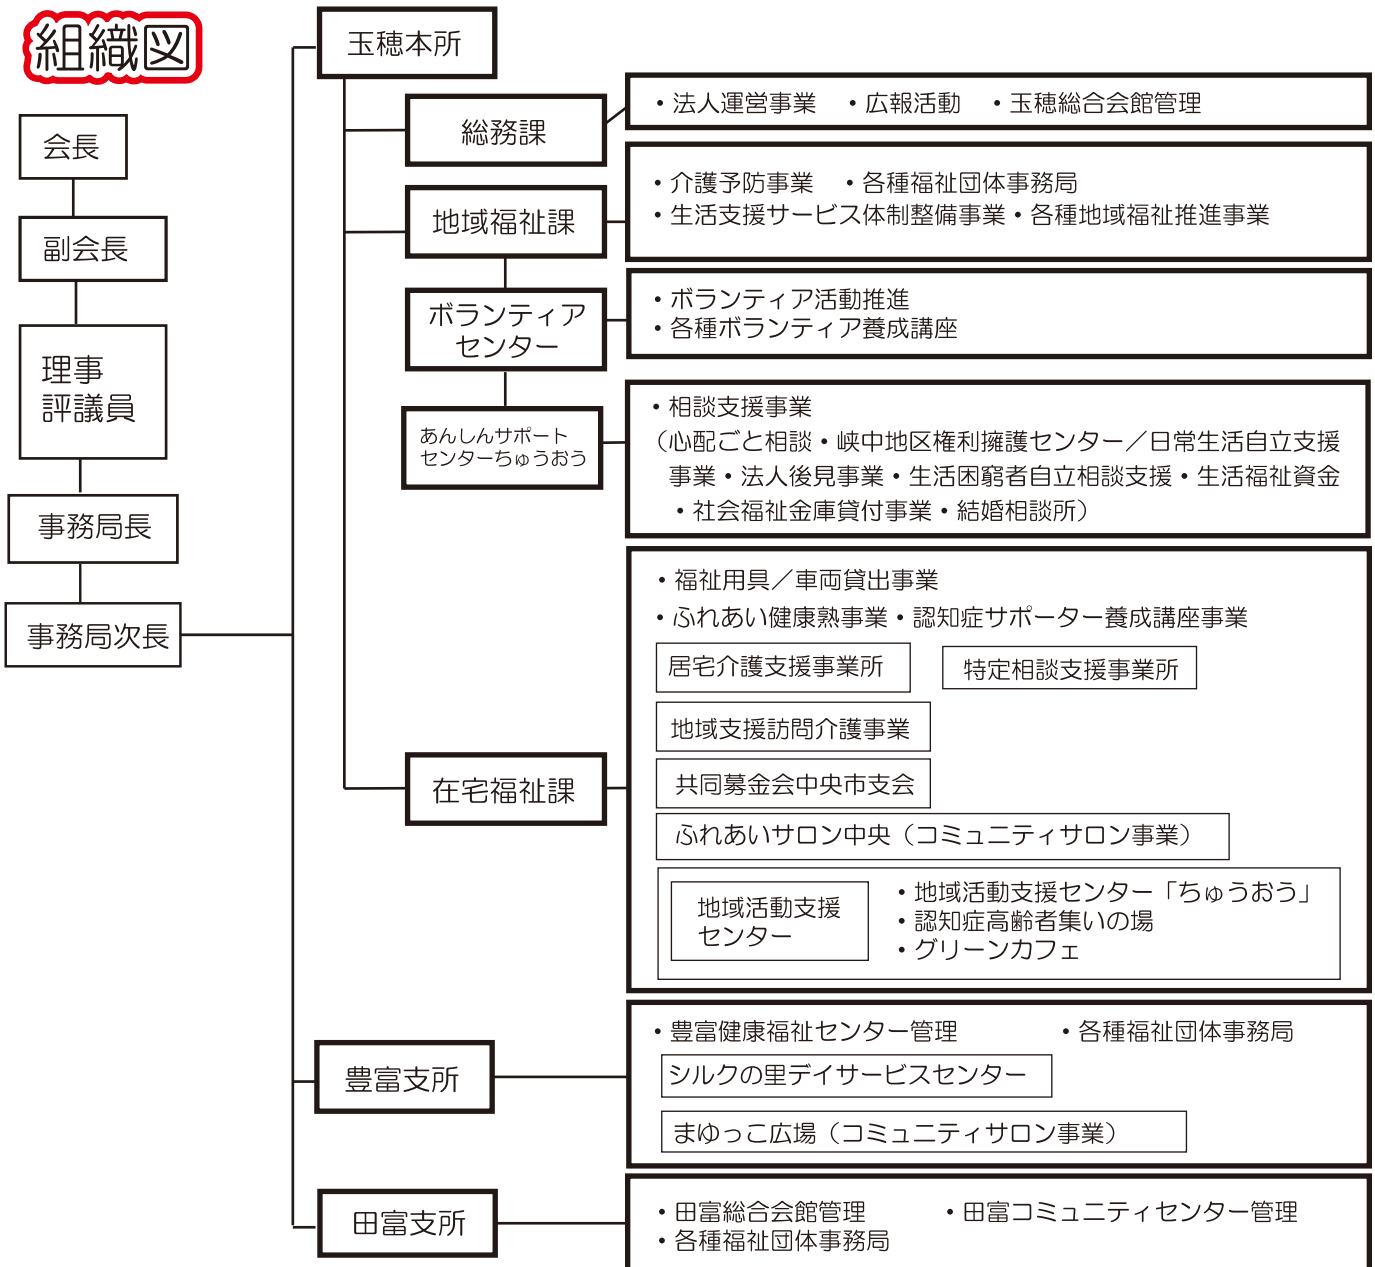 組織図
会長
副会長
理事
評議員
事務局長
事務局次長
玉穂本所
総務課
・法人運営事業　・広報活動　・玉穂総合会館管理
地域福祉課
・介護予防事業　・各種福祉団体事務局
・生活支援サービス体制整備事業・各種地域福祉推進事業
ボランティア
センター
・ボランティア活動推進
・各種ボランティア養成講座
あんしんサポート
センターちゅうおう
・相談支援事業
（心配ごと相談・峡中地区権利擁護センター／日常生活自立支援
事業・法人後見事業・生活困窮者自立相談支援・生活福祉資金
・社会福祉金庫貸付事業・結婚相談所）
在宅福祉課
・福祉用具／車両貸出事業
・ふれあい健康熟事業・認知症サポーター養成講座事業
居宅介護支援事業所
特定相談支援事業所
地域支援訪問介護事業
共同募金会中央市支会
ふれあいサロン中央（コミュニティサロン事業）
地域活動支援
センター
・地域活動支援センター「ちゅうおう」
・認知症高齢者集いの場
・グリーンカフェ
豊富支所
・豊富健康福祉センター管理　・各種福祉団体事務局
シルクの里デイサービスセンター
まゆっこ広場（コミュニティサロン事業）
田富支所
・田富総合会館管理　・田富コミュニティセンター管理
・各種福祉団体事務局